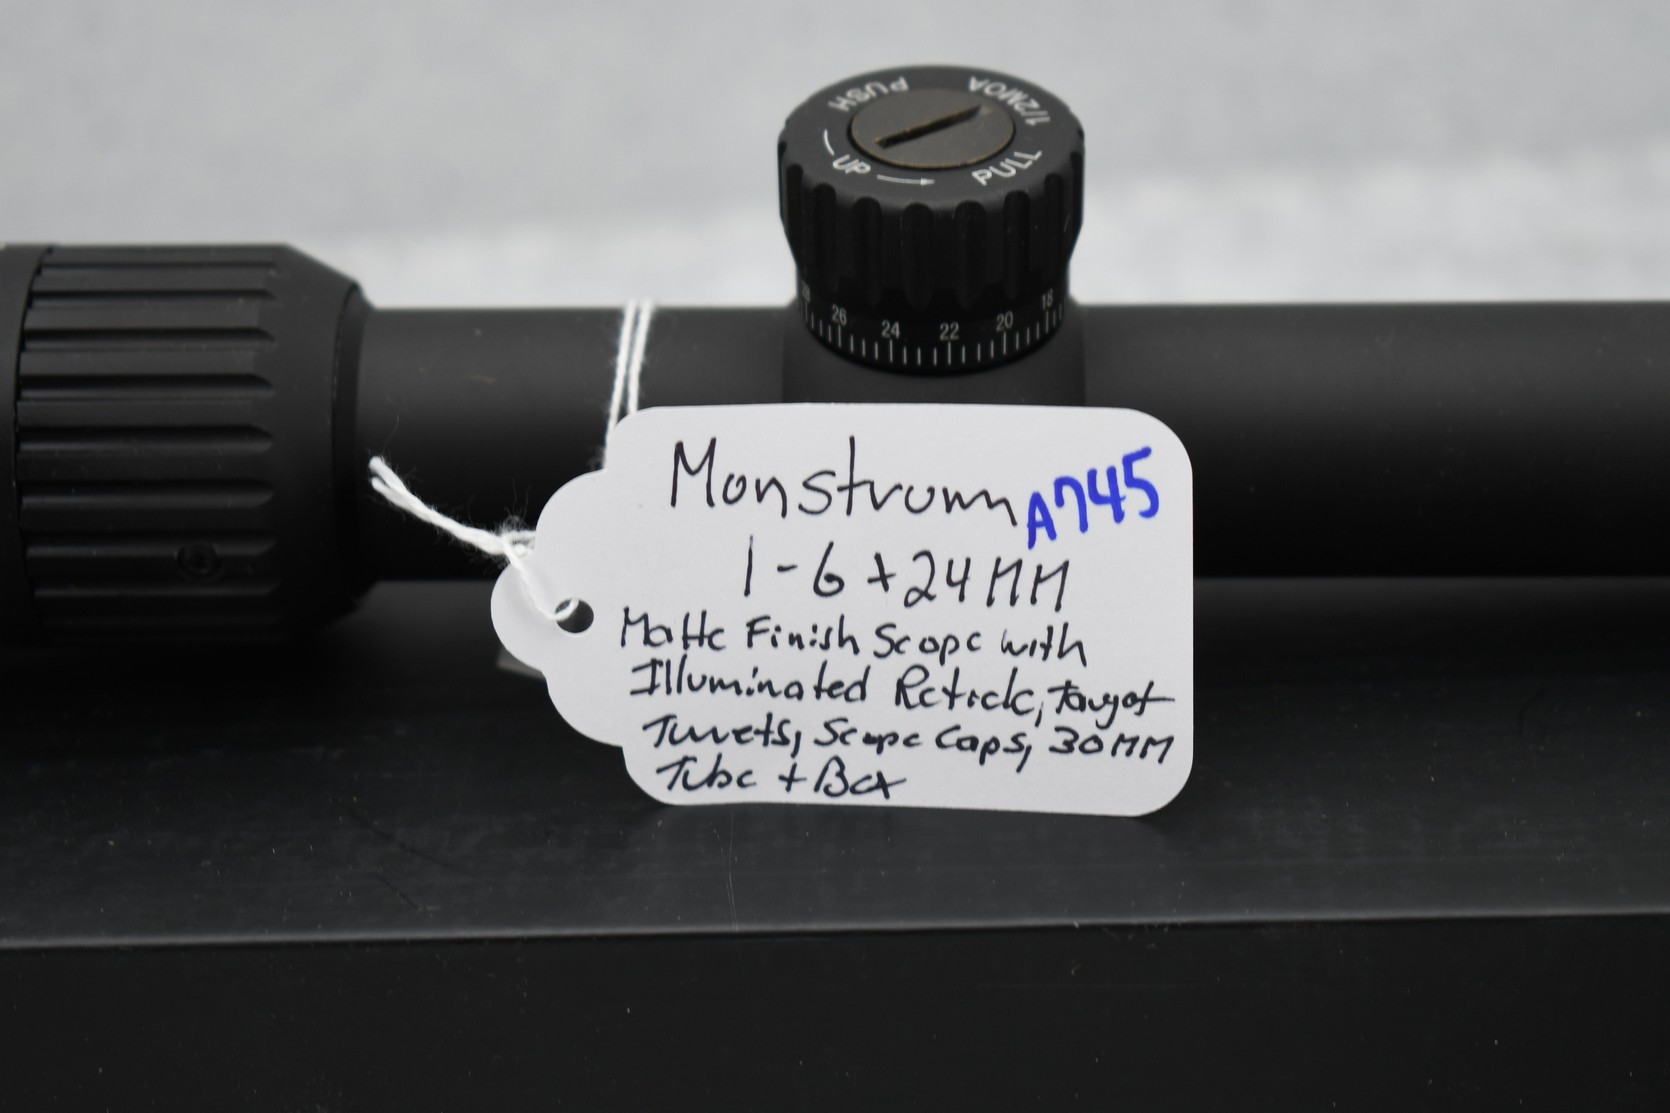 PUSH 1/2MOA
UP PULL
28 26 24 22 20 18
Monstrum A745
1-6+24MM
Matte Finish Scope with
Illuminated Reticle, Target
Turrets, Scope Caps, 30MM
Tube + Box